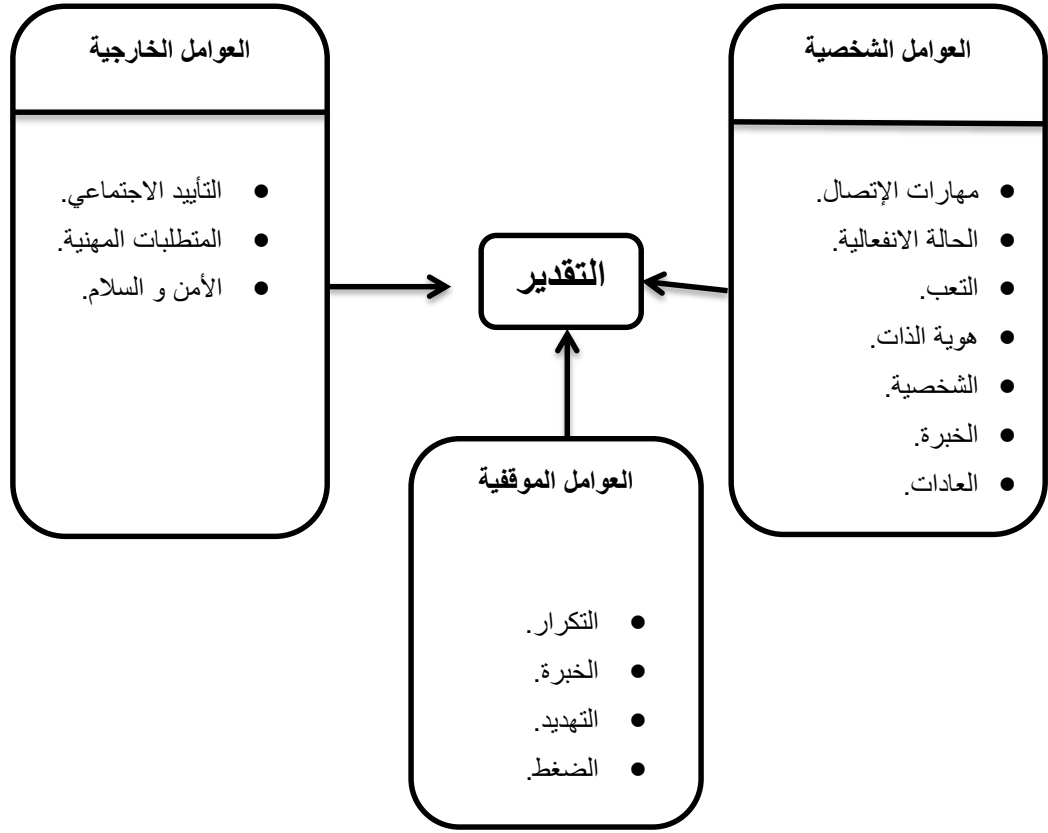 العوامل الشخصية
مهارات الإتصال.
الحالة الانفعالية.
التعب.
هوية الذات.
الشخصية.
الخبرة.
العادات.
العوامل الخارجية
التأييد الاجتماعي.
المتطلبات المهنية.
الأمن و السلام.
التقدير
العوامل الموقفية
التكرار.
الخبرة.
التهديد.
الضغط.